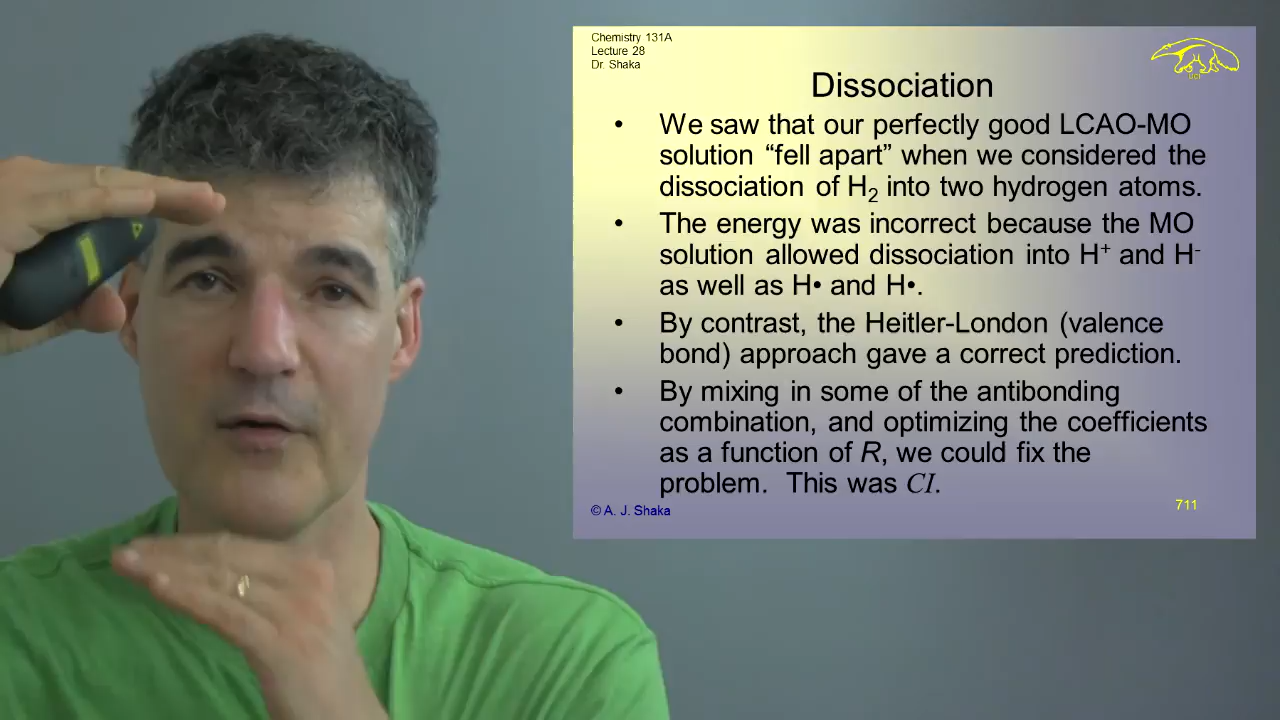 Chemistry 131A
Lecture 28
Dr. Shaka
UCI
Dissociation
• We saw that our perfectly good LCAO-MO
solution “fell apart” when we considered the
dissociation of H₂ into two hydrogen atoms.
• The energy was incorrect because the MO
solution allowed dissociation into H⁺ and H⁻
as well as H• and H•.
• By contrast, the Heitler-London (valence
bond) approach gave a correct prediction.
• By mixing in some of the antibonding
combination, and optimizing the coefficients
as a function of R, we could fix the
problem. This was CI.
© A. J. Shaka
711